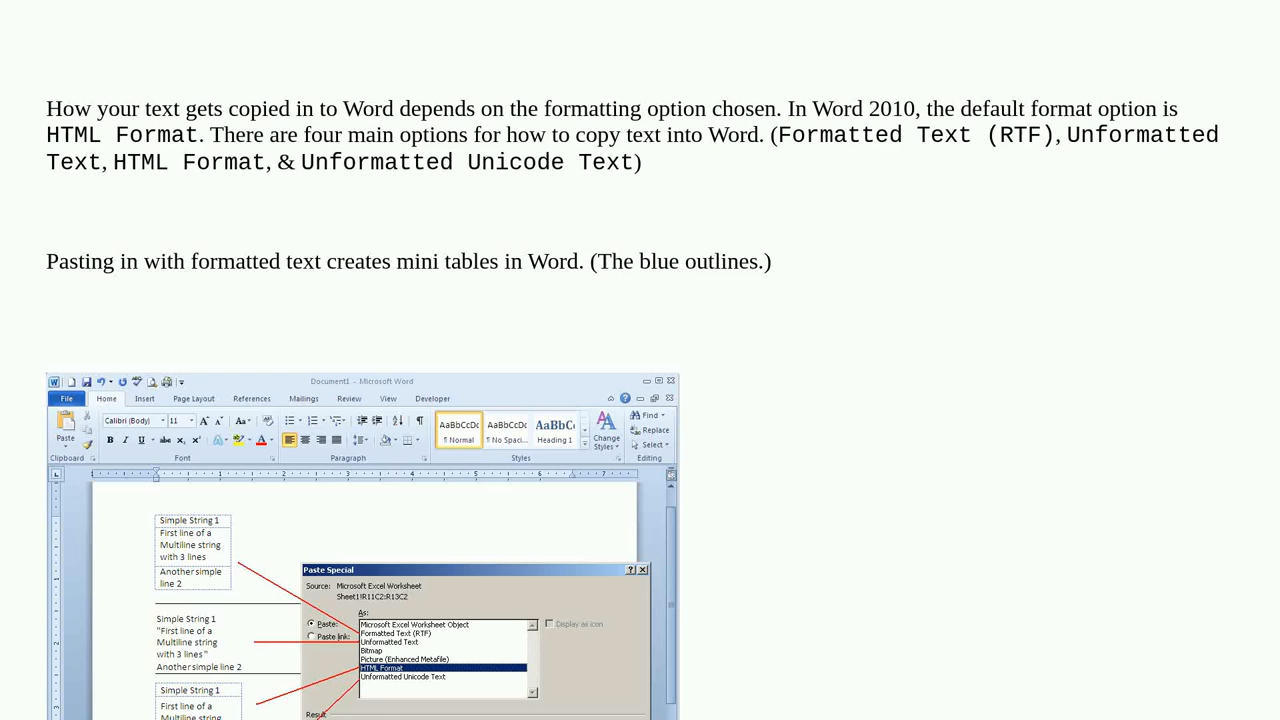 How your text gets copied in to Word depends on the formatting option chosen. In Word 2010, the default format option is
HTML Format. There are four main options for how to copy text into Word. (Formatted Text (RTF), Unformatted
Text, HTML Format, & Unformatted Unicode Text)
Pasting in with formatted text creates mini tables in Word. (The blue outlines.)
Document1 - Microsoft Word
File Home Insert Page Layout References Mailings Review View Developer
Calibri (Body) 11
Paste
AaBbCcDc AaBbCcDc AaBbC
¶ Normal ¶ No Spaci... Heading 1
Change Styles
Find
Replace
Select
Clipboard Font Paragraph Styles Editing
1 2 3 4 5 6 7
Simple String 1
First line of a
Multiline string
with 3 lines
Another simple
line 2
Simple String 1
"First line of a
Multiline string
with 3 lines"
Another simple line 2
Simple String 1
First line of a
Multiline string
Paste Special
Source: Microsoft Excel Worksheet
Sheet1!R11C2:R13C2
As:
Paste:
Paste link:
Microsoft Excel Worksheet Object
Formatted Text (RTF)
Unformatted Text
Bitmap
Picture (Enhanced Metafile)
HTML Format
Unformatted Unicode Text
Display as icon
Result